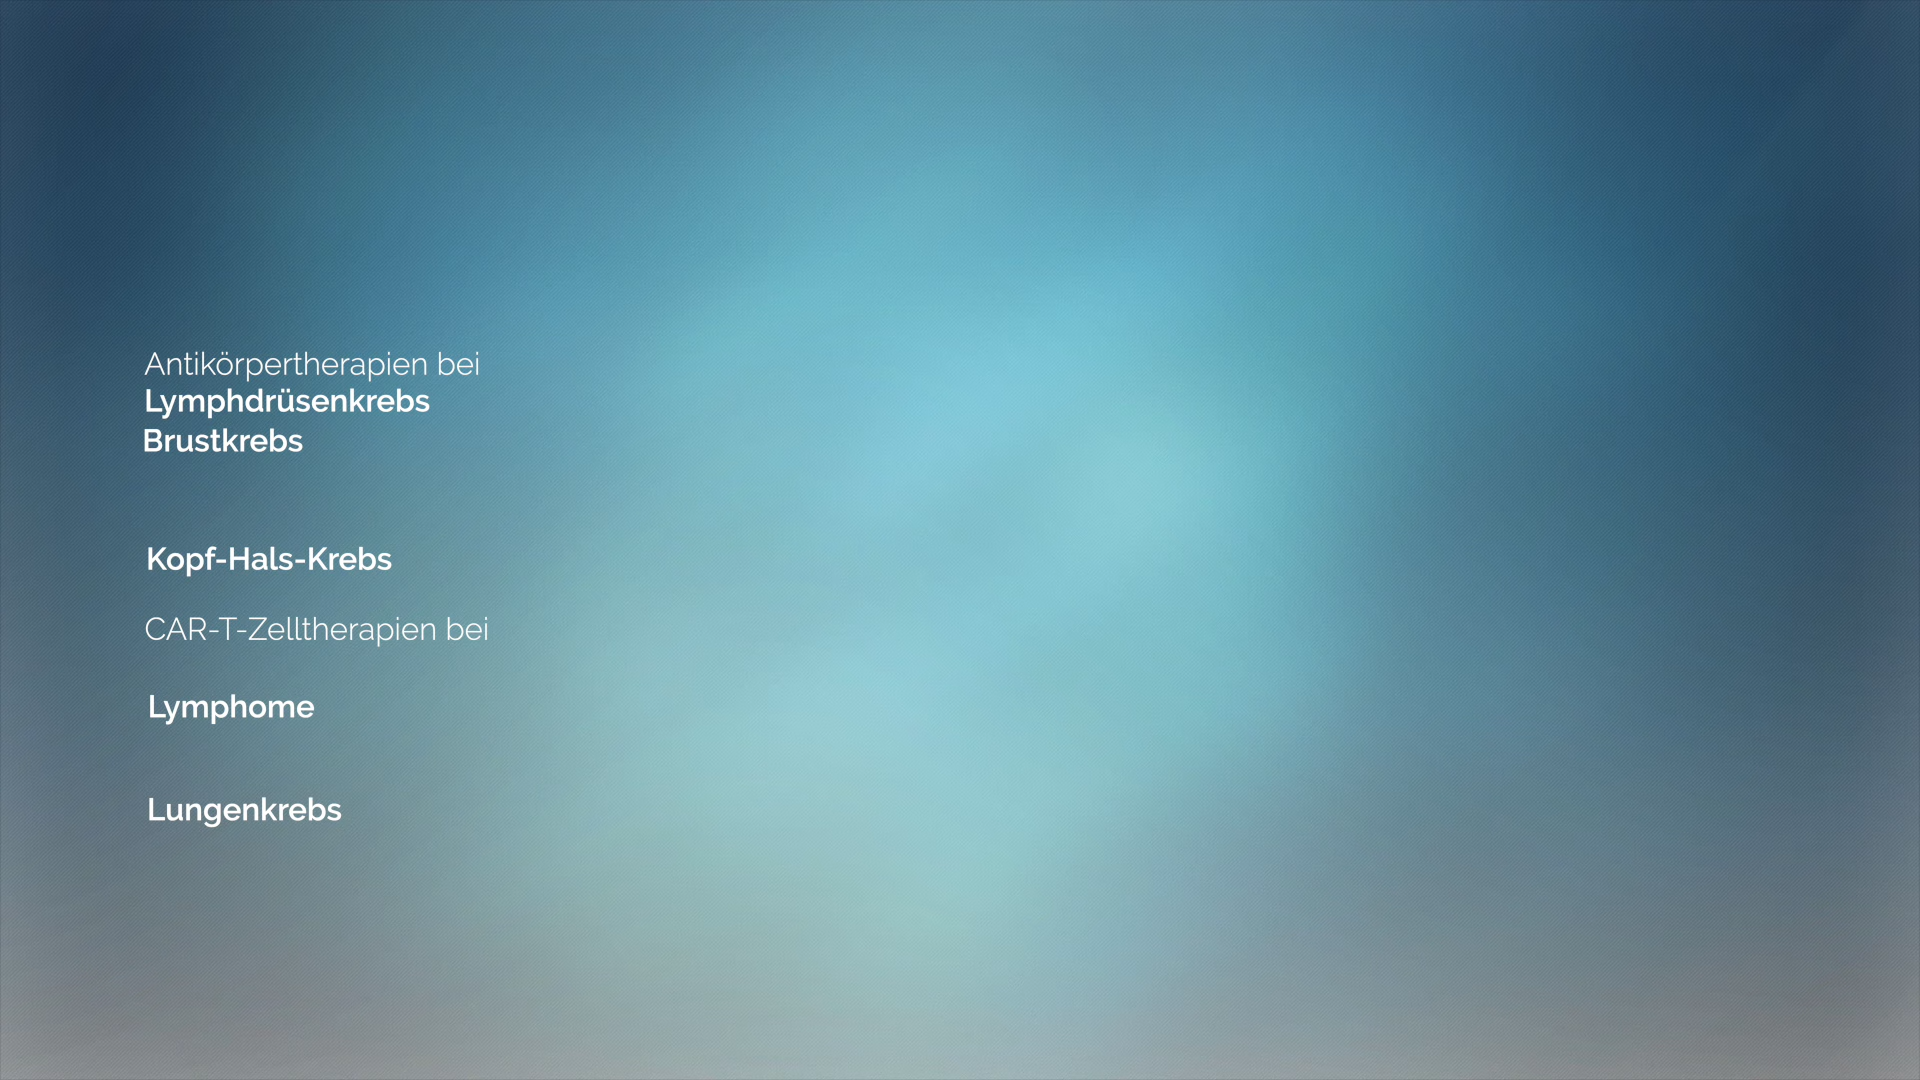 Antikörpertherapien bei
Lymphdrüsenkrebs
Brustkrebs
Kopf-Hals-Krebs
CAR-T-Zelltherapien bei
Lymphome
Lungenkrebs